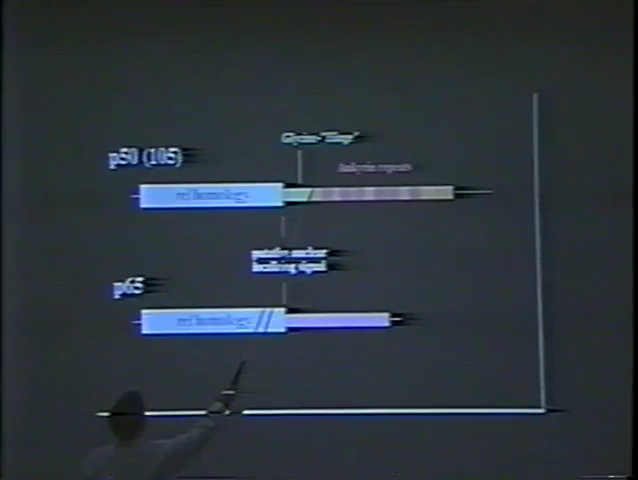 Glycine-"Hinge"
p50 (105)
Ankyrin repeats
rel homology
putative nuclear
localizing signal
p65
rel homology